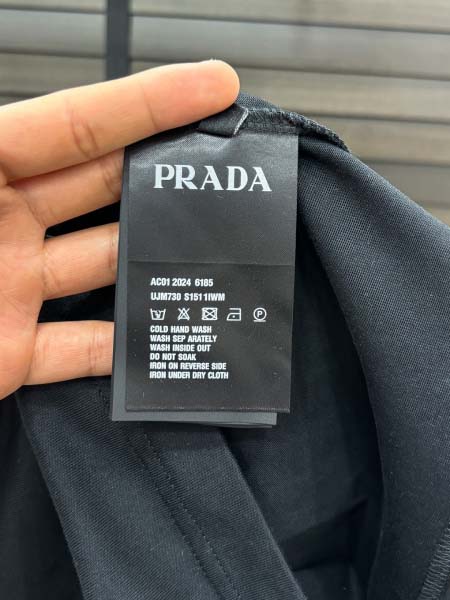 PRADA
AC01 2024 6185
UJM730 S1511IWM
COLD HAND WASH
WASH SEP ARATELY
WASH INSIDE OUT
DO NOT SOAK
IRON ON REVERSE SIDE
IRON UNDER DRY CLOTH